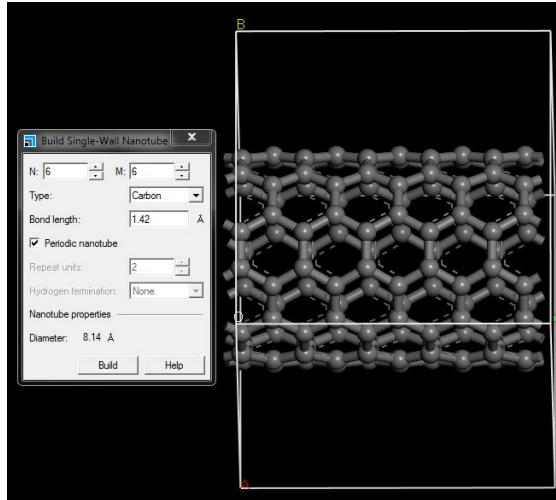 B
Build Single-Wall Nanotube x
N: 6 M: 6
Type: Carbon
Bond length: 1.42 Å
Periodic nanotube
Repeat units: 2
Hydrogen termination: None
Nanotube properties
Diameter: 8.14 Å
Build Help
O
A